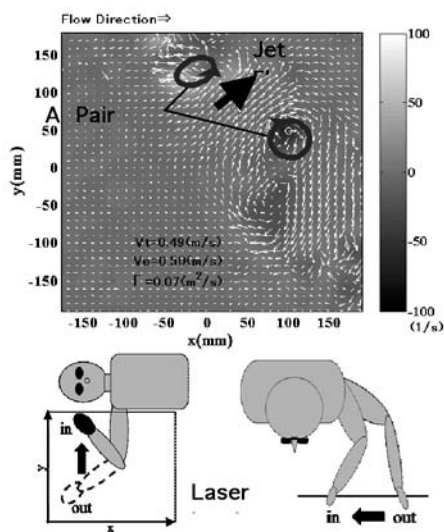 Flow Direction⇒
Jet
A Pair
150
100
50
0
-50
-100
-150
y(mm)
Vt=0.49(m/s)
Vo=0.50(m/s)
Γ=0.07(m²/s)
-150 -100 -50 0 50 100 150
x(mm)
100
50
0
-50
-100
(1/s)
in
out
y
x
Laser
in
out